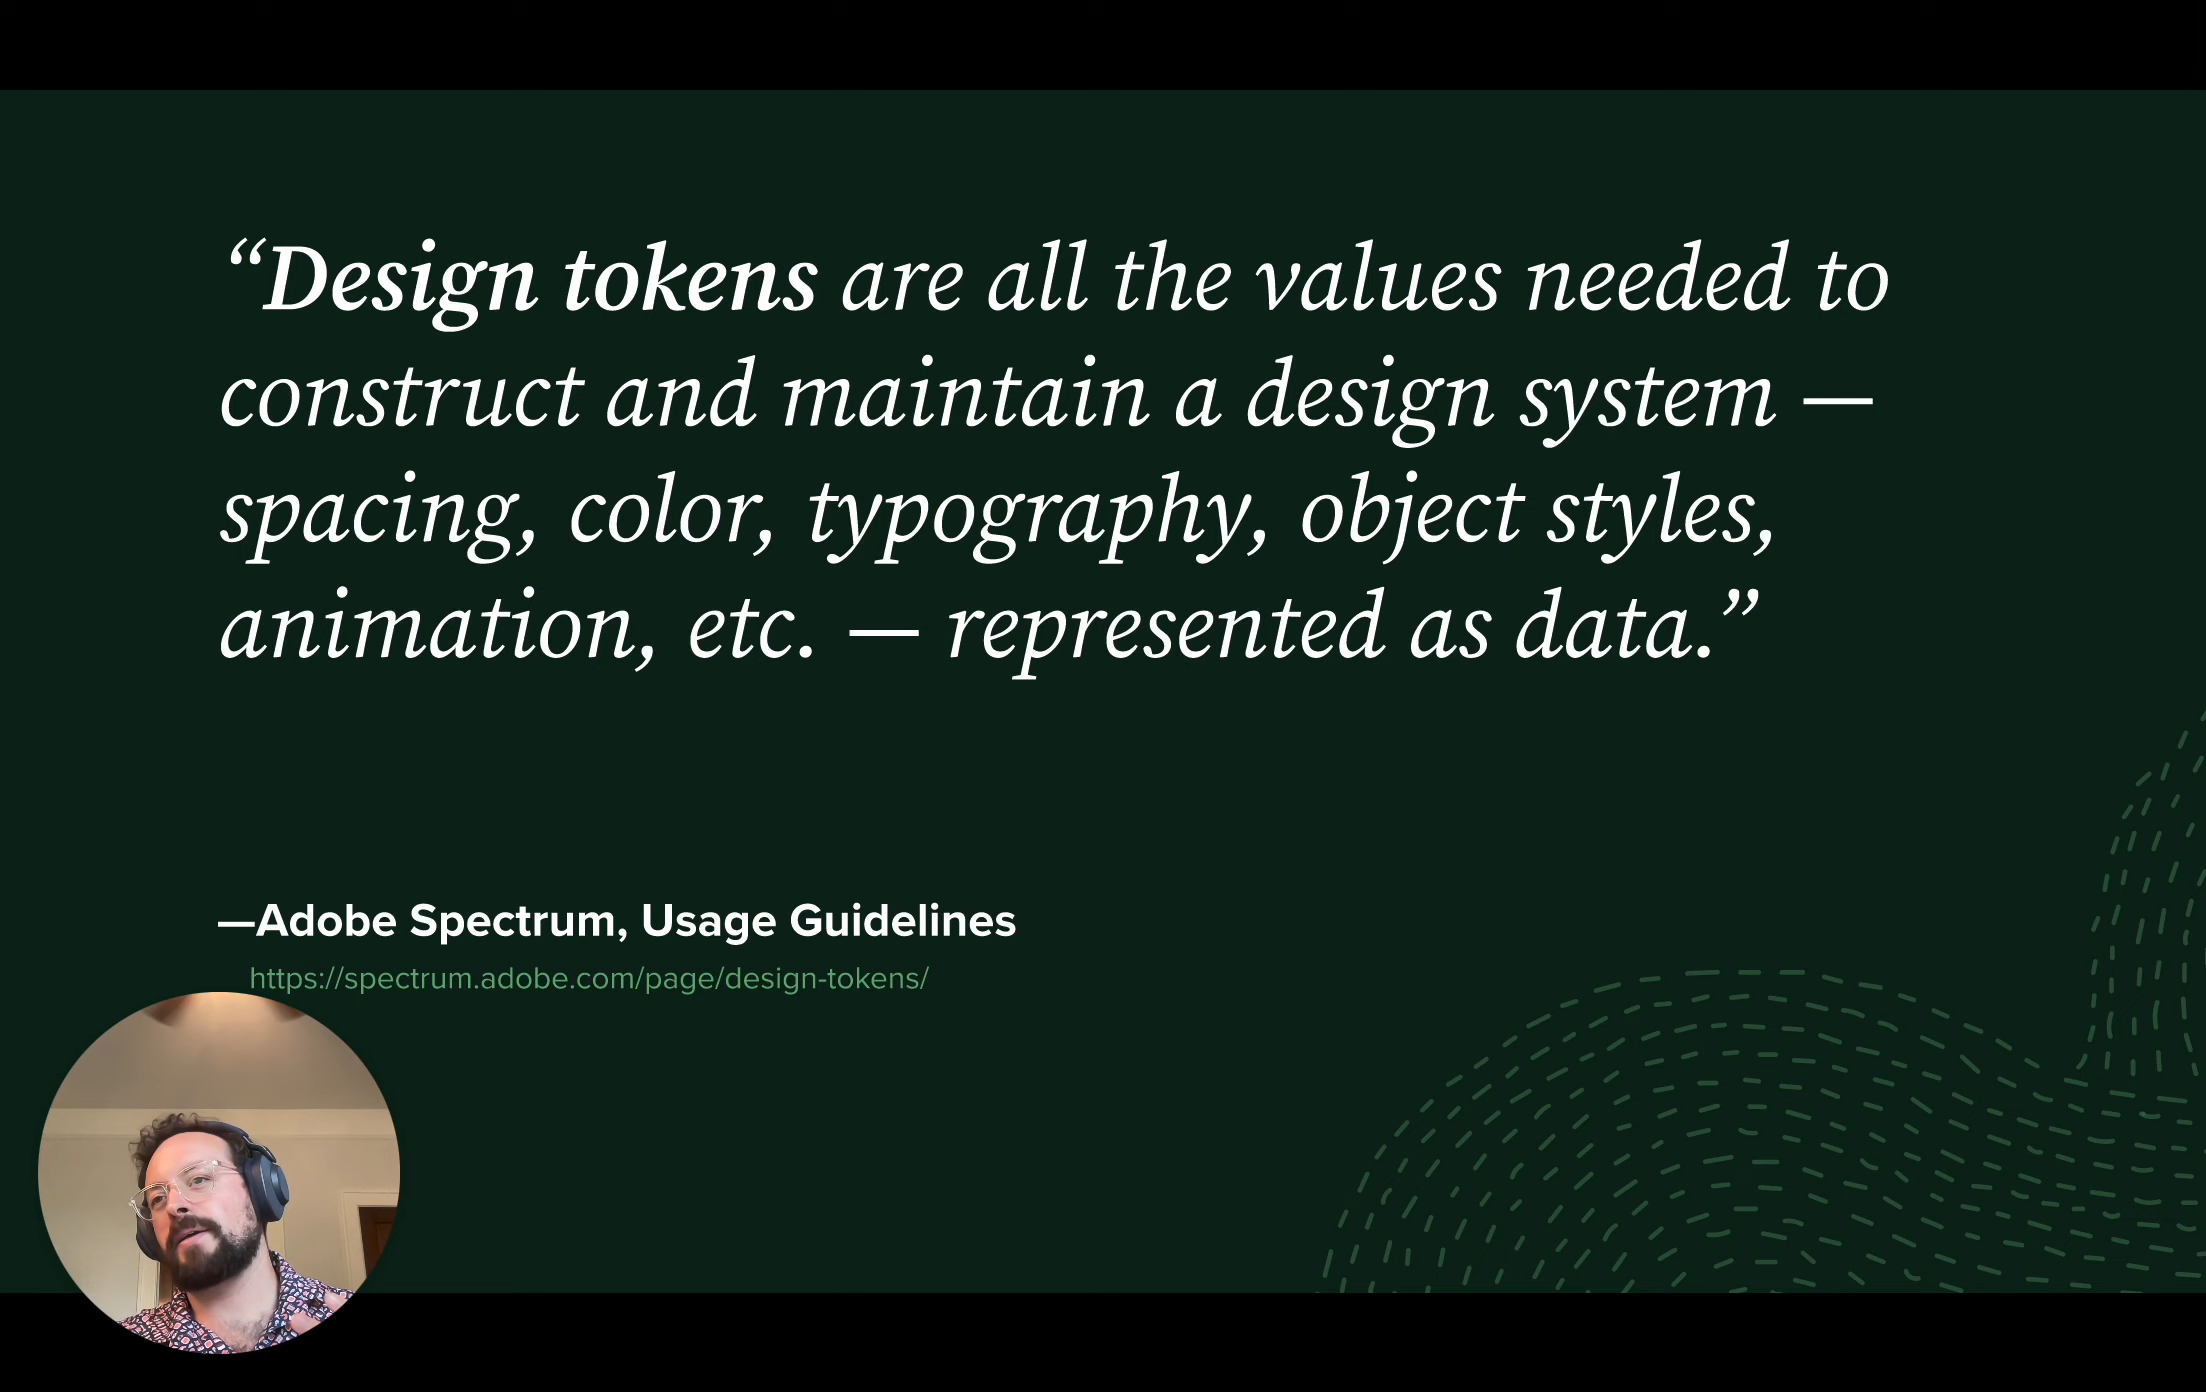 “Design tokens are all the values needed to
construct and maintain a design system —
spacing, color, typography, object styles,
animation, etc. — represented as data.”
—Adobe Spectrum, Usage Guidelines
https://spectrum.adobe.com/page/design-tokens/